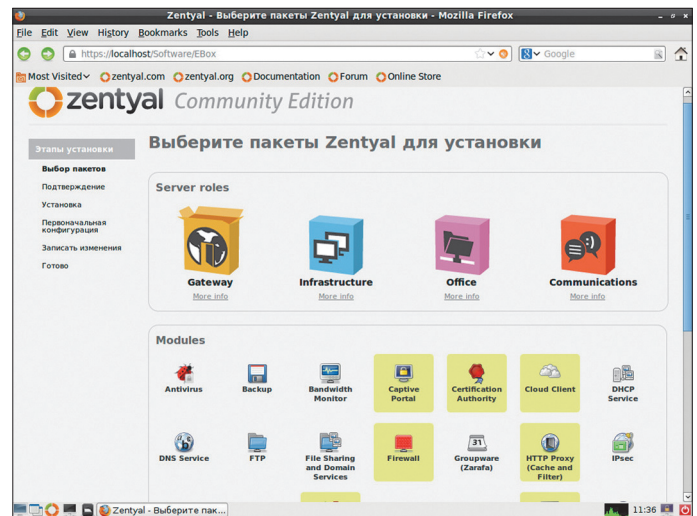 Zentyal - Выберите пакеты Zentyal для установки - Mozilla Firefox
File Edit View History Bookmarks Tools Help
https://localhost/Software/EBox
Google
Most Visited zentyal.com zentyal.org Documentation Forum Online Store
zentyal Community Edition
Этапы установки
Выбор пакетов
Подтверждение
Установка
Первоначальная
конфигурация
Записать изменения
Готово
Выберите пакеты Zentyal для установки
Server roles
Gateway
More info
Infrastructure
More info
Office
More info
Communications
More info
Modules
Antivirus
Backup
Bandwidth
Monitor
Captive
Portal
Certification
Authority
Cloud Client
DHCP
Service
DNS Service
FTP
File Sharing
and Domain
Services
Firewall
31
Groupware
(Zarafa)
HTTP Proxy
(Cache and
Filter)
IPsec
Zentyal - Выберите пак...
11:36